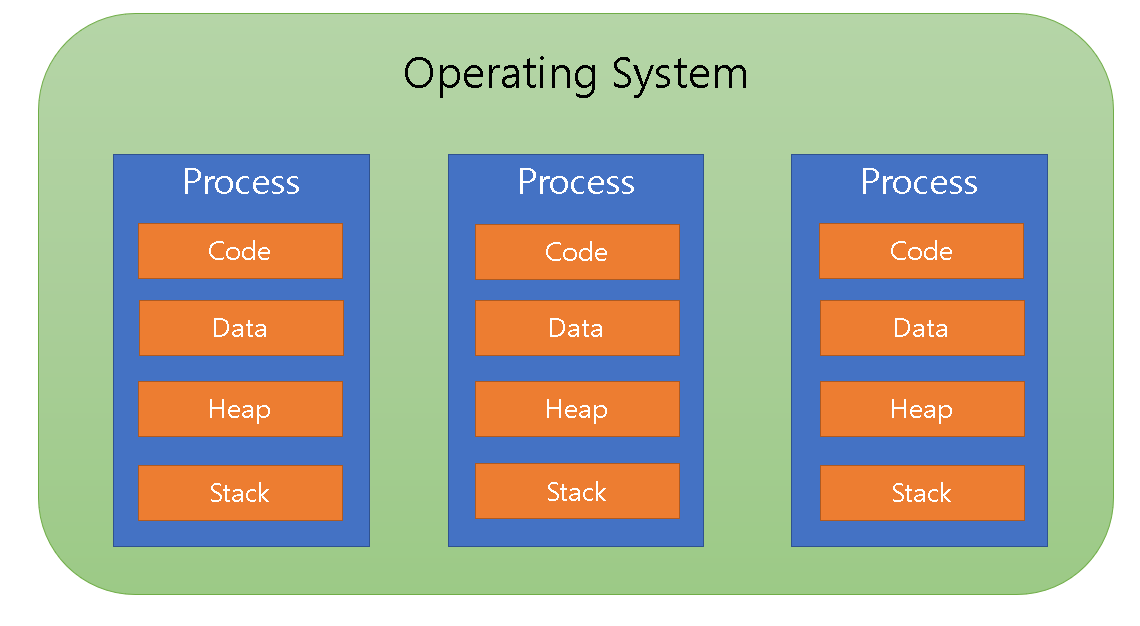 Operating System
Process
Code
Data
Heap
Stack
Process
Code
Data
Heap
Stack
Process
Code
Data
Heap
Stack